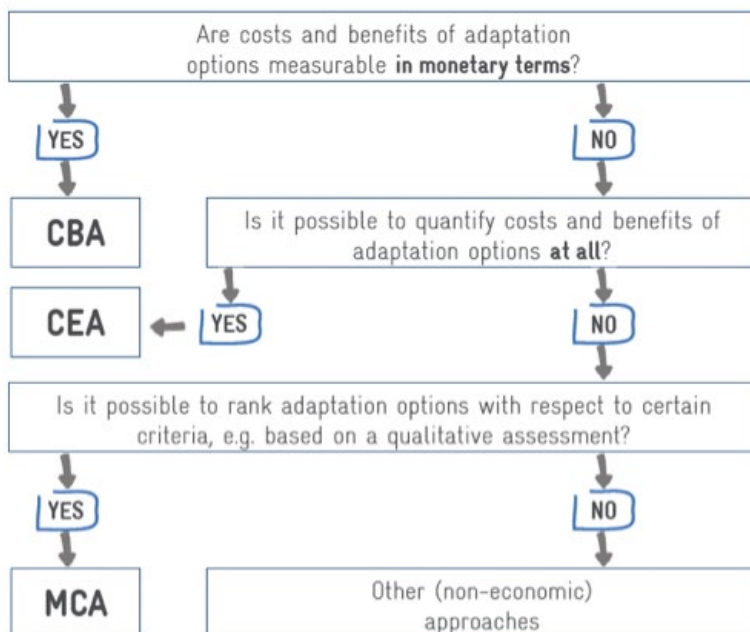 Are costs and benefits of adaptation
options measurable in monetary terms?
YES
NO
CBA
Is it possible to quantify costs and benefits of
adaptation options at all?
CEA
YES
NO
Is it possible to rank adaptation options with respect to certain
criteria, e.g. based on a qualitative assessment?
YES
NO
MCA
Other (non-economic)
approaches